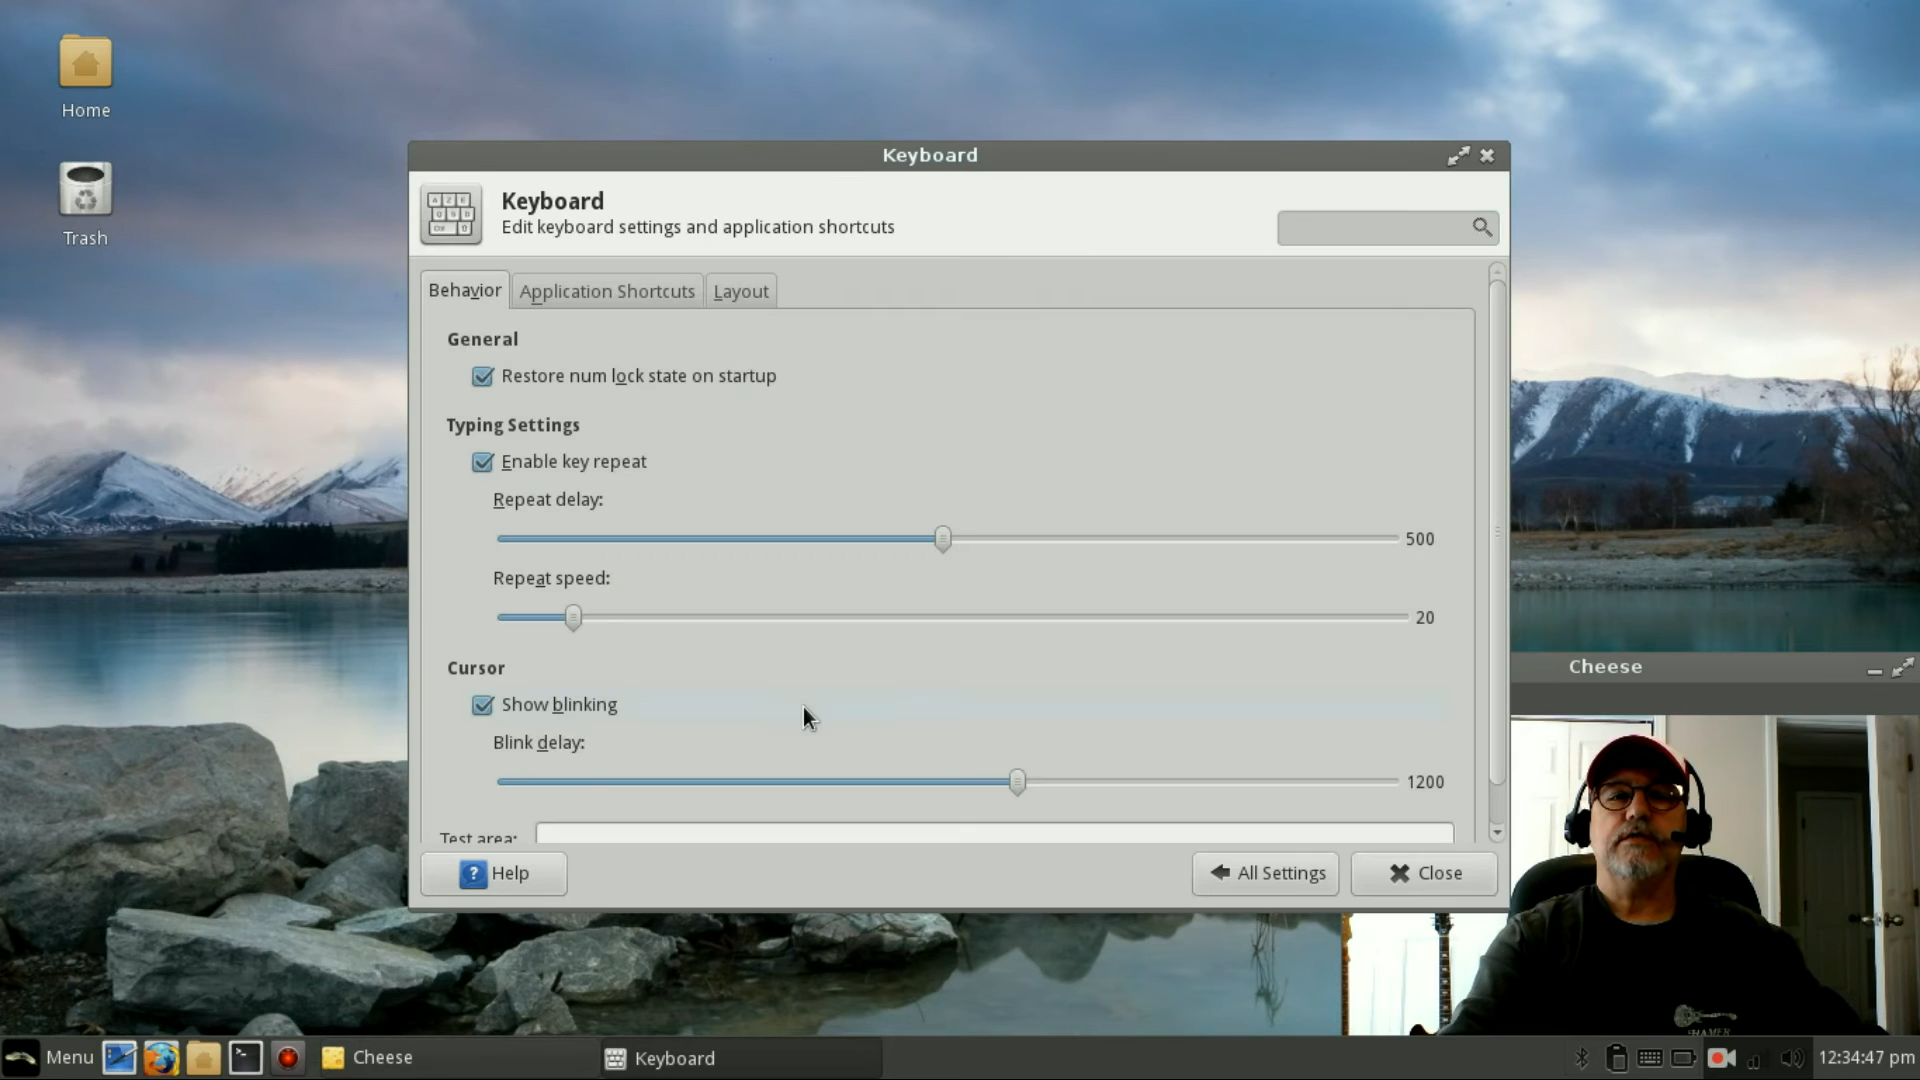 Home
Trash
Keyboard
Keyboard
Edit keyboard settings and application shortcuts
Behavior
Application Shortcuts
Layout
General
Restore num lock state on startup
Typing Settings
Enable key repeat
Repeat delay:
500
Repeat speed:
20
Cursor
Show blinking
Blink delay:
1200
Test area:
Help
All Settings
Close
Cheese
Menu
Cheese
Keyboard
12:34:47 pm